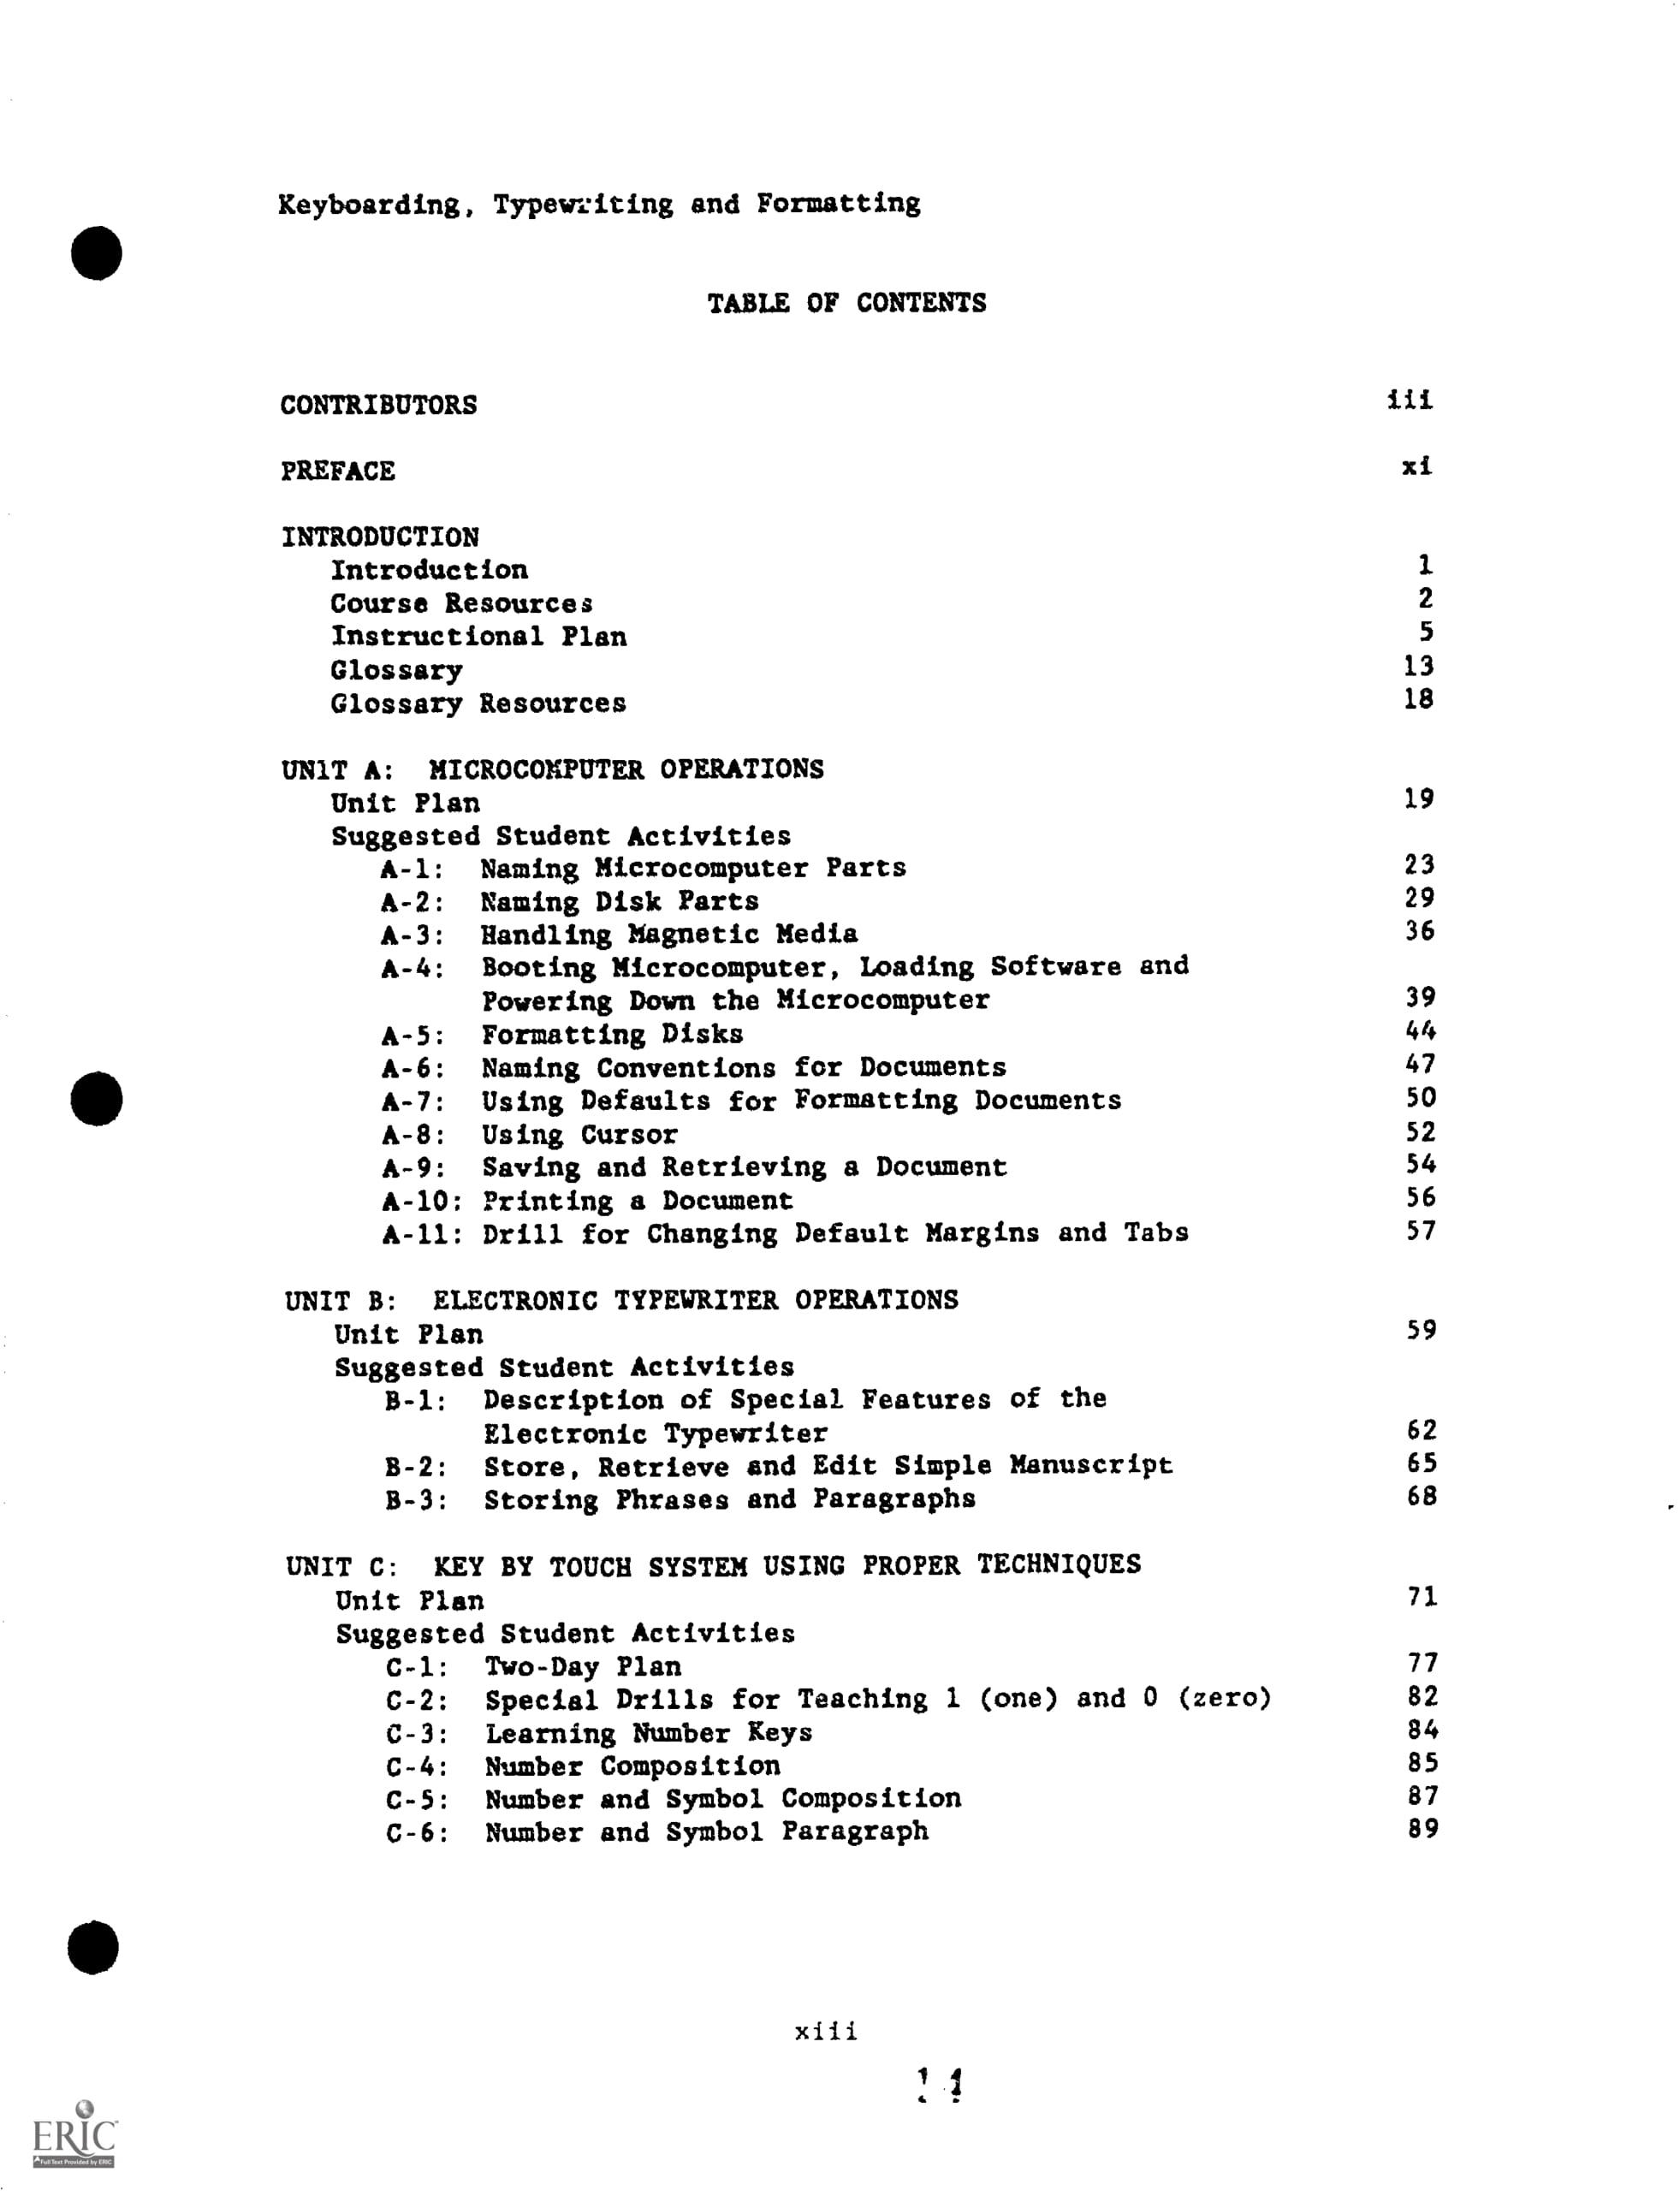 Keyboarding, Typewriting and Formatting
TABLE OF CONTENTS
CONTRIBUTORS iii
PREFACE xi
INTRODUCTION
Introduction 1
Course Resources 2
Instructional Plan 5
Glossary 13
Glossary Resources 18
UNIT A: MICROCOMPUTER OPERATIONS
Unit Plan 19
Suggested Student Activities
A-1: Naming Microcomputer Parts 23
A-2: Naming Disk Parts 29
A-3: Handling Magnetic Media 36
A-4: Booting Microcomputer, Loading Software and
Powering Down the Microcomputer 39
A-5: Formatting Disks 44
A-6: Naming Conventions for Documents 47
A-7: Using Defaults for Formatting Documents 50
A-8: Using Cursor 52
A-9: Saving and Retrieving a Document 54
A-10: Printing a Document 56
A-11: Drill for Changing Default Margins and Tabs 57
UNIT B: ELECTRONIC TYPEWRITER OPERATIONS
Unit Plan 59
Suggested Student Activities
B-1: Description of Special Features of the
Electronic Typewriter 62
B-2: Store, Retrieve and Edit Simple Manuscript 65
B-3: Storing Phrases and Paragraphs 68
UNIT C: KEY BY TOUCH SYSTEM USING PROPER TECHNIQUES
Unit Plan 71
Suggested Student Activities
C-1: Two-Day Plan 77
C-2: Special Drills for Teaching 1 (one) and 0 (zero) 82
C-3: Learning Number Keys 84
C-4: Number Composition 85
C-5: Number and Symbol Composition 87
C-6: Number and Symbol Paragraph 89
xiii
ERIC
Full Text Provided by ERIC